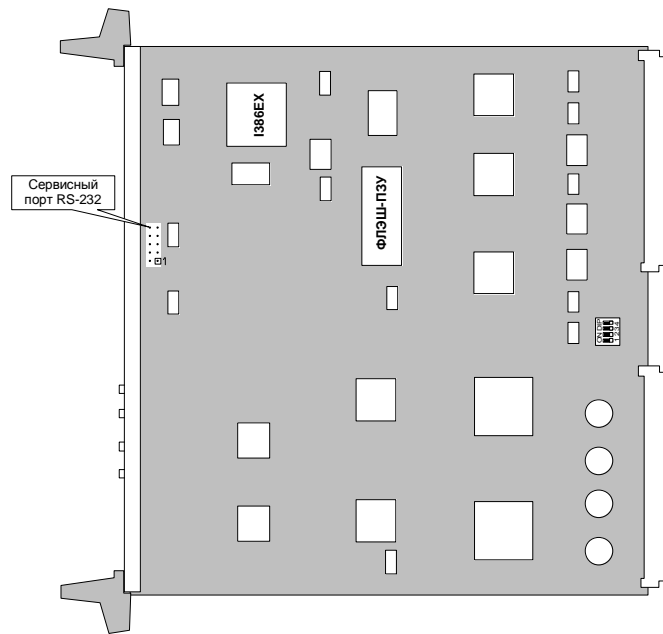 I386EX
ФЛЭШ-ПЗУ
Сервисный
порт RS-232
1
ON DIP
1 2 3 4